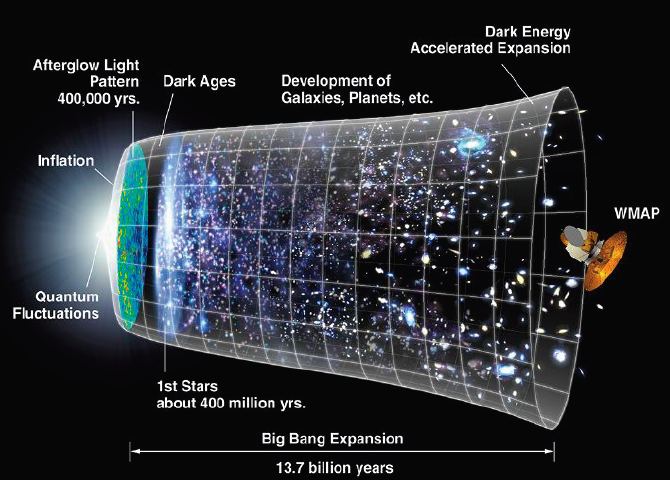 Dark Energy
Accelerated Expansion
Afterglow Light
Pattern
400,000 yrs.
Dark Ages
Development of
Galaxies, Planets, etc.
Inflation
WMAP
Quantum
Fluctuations
1st Stars
about 400 million yrs.
Big Bang Expansion
13.7 billion years